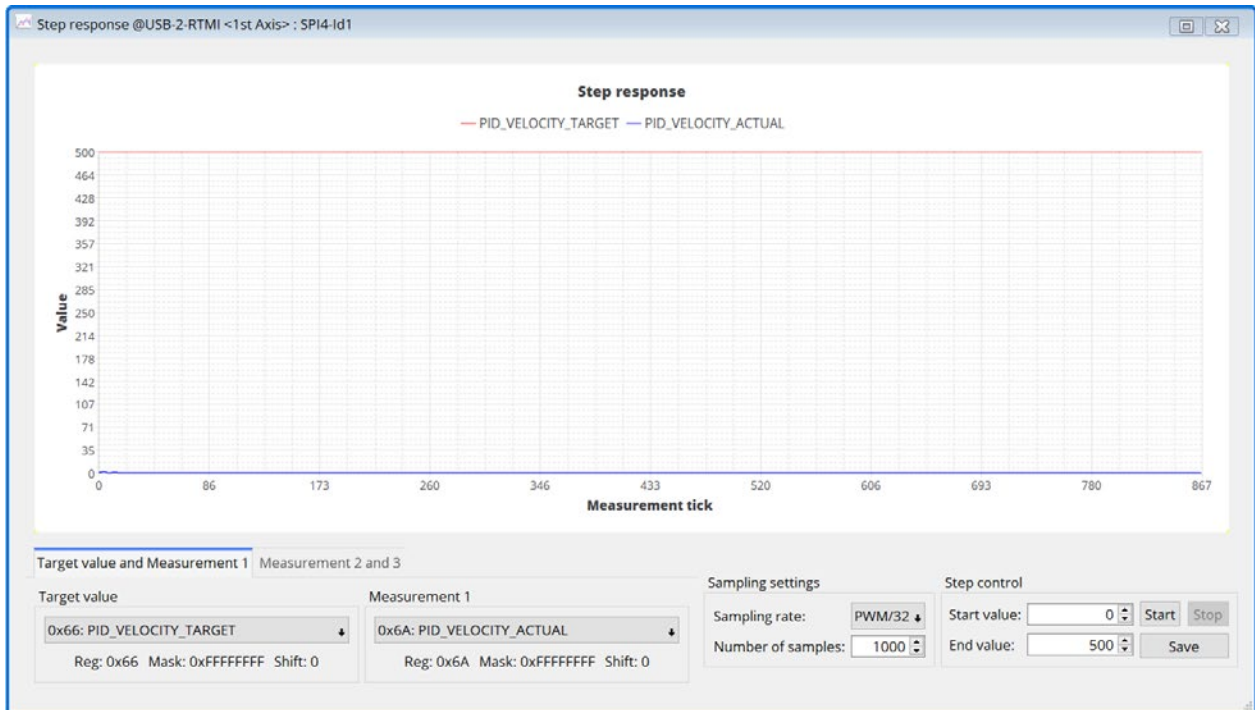 Step response @USB-2-RTMI <1st Axis> : SPI4-Id1
Step response
PID_VELOCITY_TARGET PID_VELOCITY_ACTUAL
500
464
428
392
357
321
285
250
214
178
142
107
71
35
0
Value
0 86 173 260 346 433 520 606 693 780 867
Measurement tick
Target value and Measurement 1 Measurement 2 and 3
Target value
0x66: PID_VELOCITY_TARGET
Reg: 0x66 Mask: 0xFFFFFFFF Shift: 0
Measurement 1
0x6A: PID_VELOCITY_ACTUAL
Reg: 0x6A Mask: 0xFFFFFFFF Shift: 0
Sampling settings
Sampling rate: PWM/32
Number of samples: 1000
Step control
Start value: 0 Start Stop
End value: 500 Save